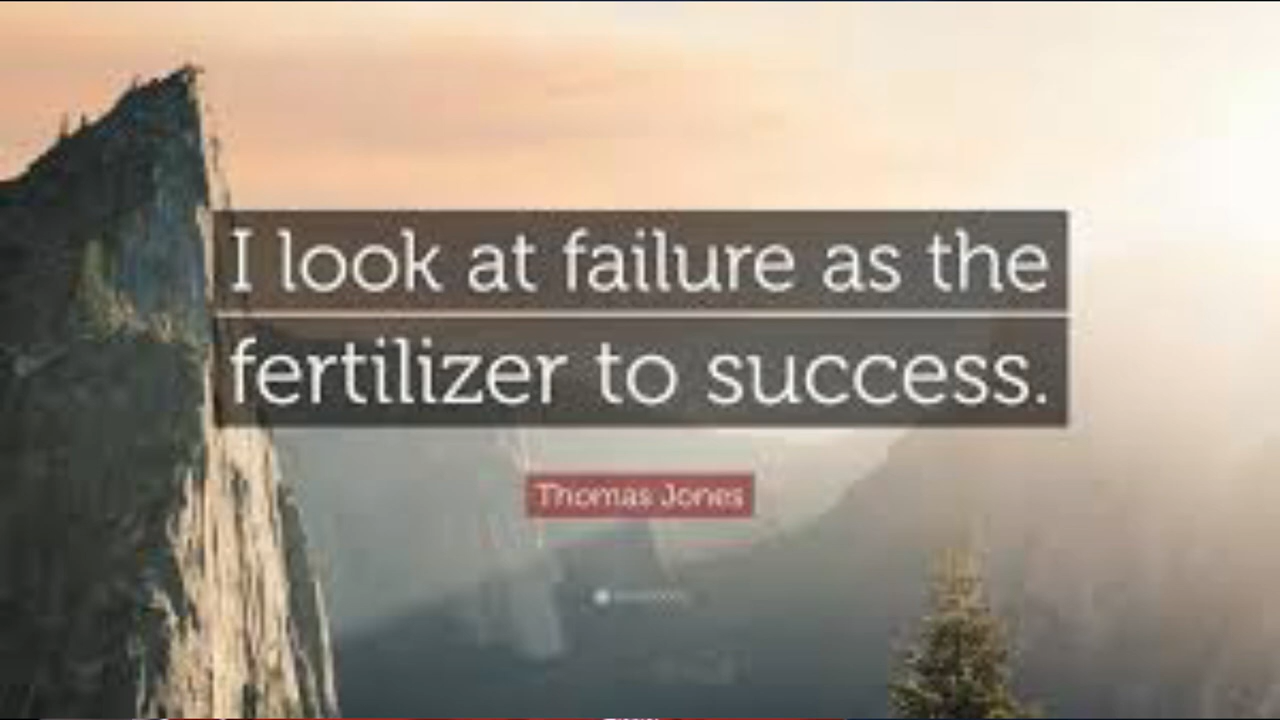 I look at failure as the
fertilizer to success.
Thomas Jones